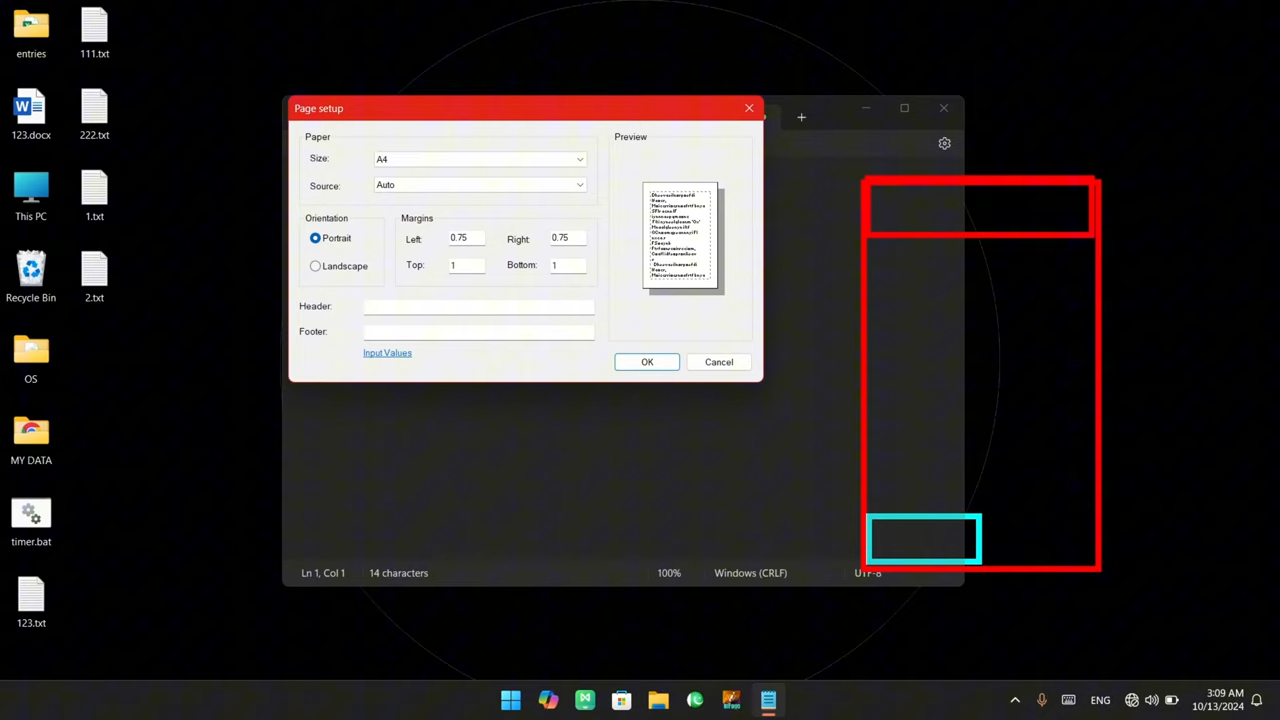 entries
111.txt
123.docx
222.txt
This PC
1.txt
Recycle Bin
2.txt
OS
MY DATA
timer.bat
123.txt
Page setup
Paper
Size:
A4
Source:
Auto
Orientation
Portrait
Landscape
Margins
Left:
0.75
Right:
0.75
Top:
1
Bottom:
1
Header:
Footer:
Input Values
Preview
OK
Cancel
Ln 1, Col 1
14 characters
100%
Windows (CRLF)
UTF-8
ENG
3:09 AM
10/13/2024